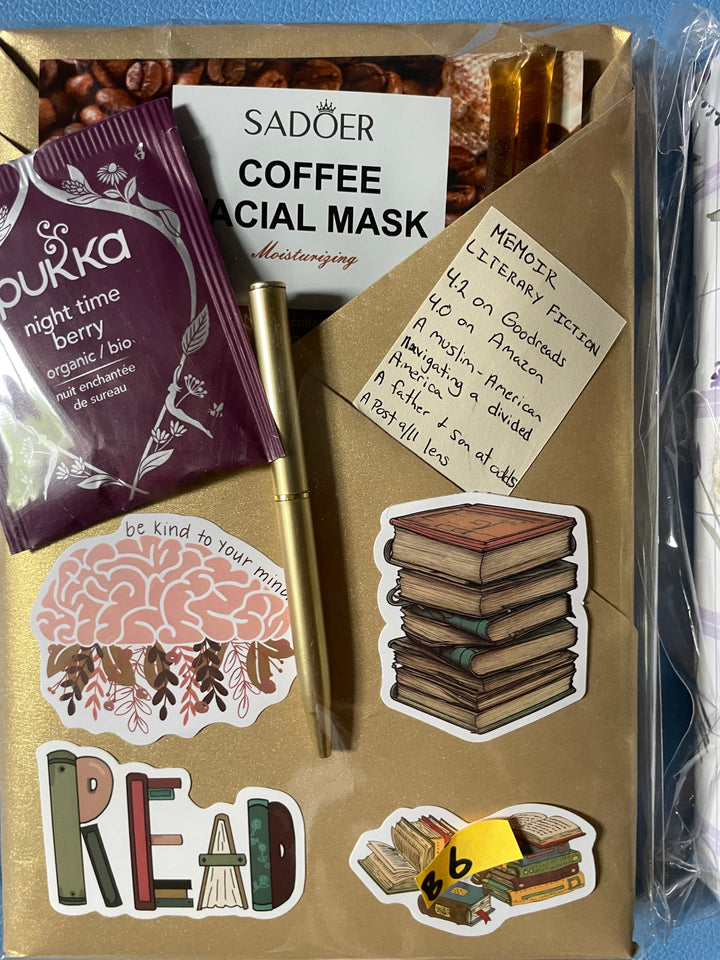 SADOER
COFFEE
ACIAL MASK
Moisturizing
pukka
night time
berry
organic / bio
nuit enchantée
de sureau
MEMOIR
LITERARY FICTION
4.2 on Goodreads
4.0 on Amazon
A muslim-American
navigating a divided
America
A father + son at odds
A Post 9/11 lens
be kind to your mind
READ
B6